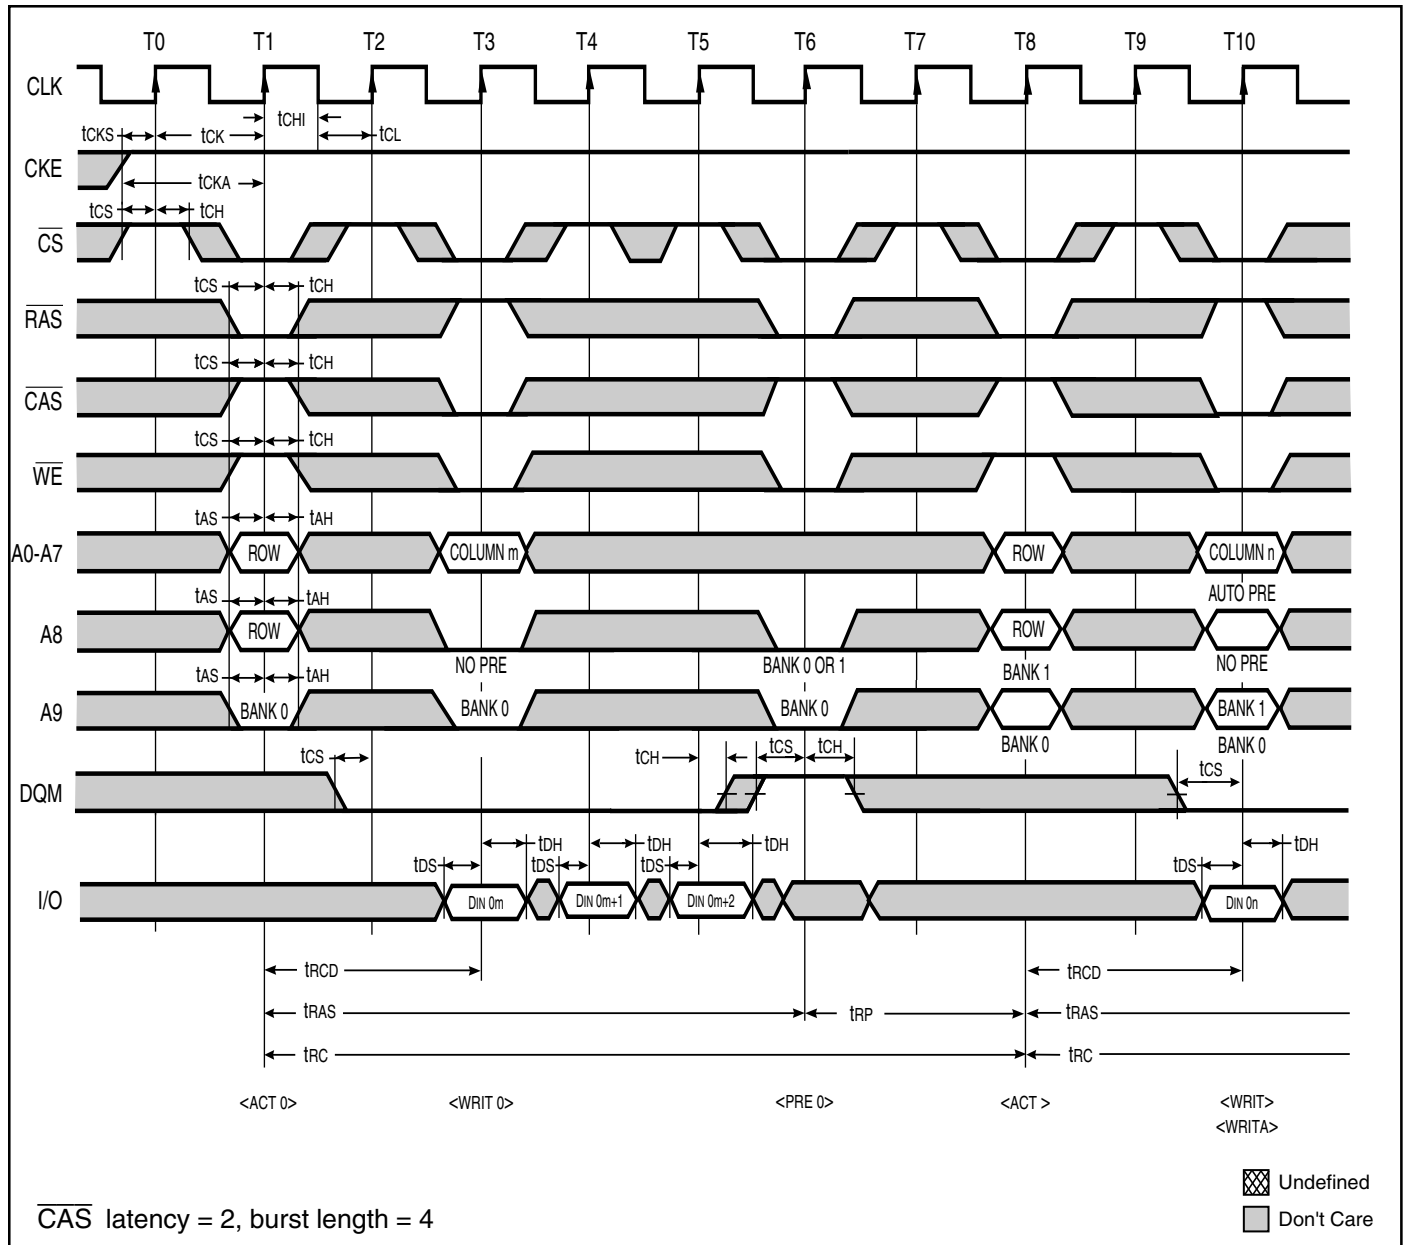 T0 T1 T2 T3 T4 T5 T6 T7 T8 T9 T10
CLK
tCHI
tCKS tCK tCL
CKE
tCKA
tCS tCH
CS
tCS tCH
RAS
tCS tCH
CAS
tCS tCH
WE
tAS tAH
A0-A7 ROW COLUMN m ROW COLUMN n
tAS tAH AUTO PRE
A8 ROW ROW
NO PRE BANK 0 OR 1 BANK 1 NO PRE
tAS tAH
A9 BANK 0 BANK 0 BANK 0 BANK 1
BANK 0 BANK 0
tCS tCH tCS tCH tCS
DQM
tDH tDH tDH tDH
tDS tDS tDS tDS
I/O DIN 0m DIN 0m+1 DIN 0m+2 DIN 0n
tRCD tRCD
tRAS tRP tRAS
tRC tRC
<ACT 0> <WRIT 0> <PRE 0> <ACT > <WRIT>
<WRITA>
Undefined
CAS latency = 2, burst length = 4 Don't Care